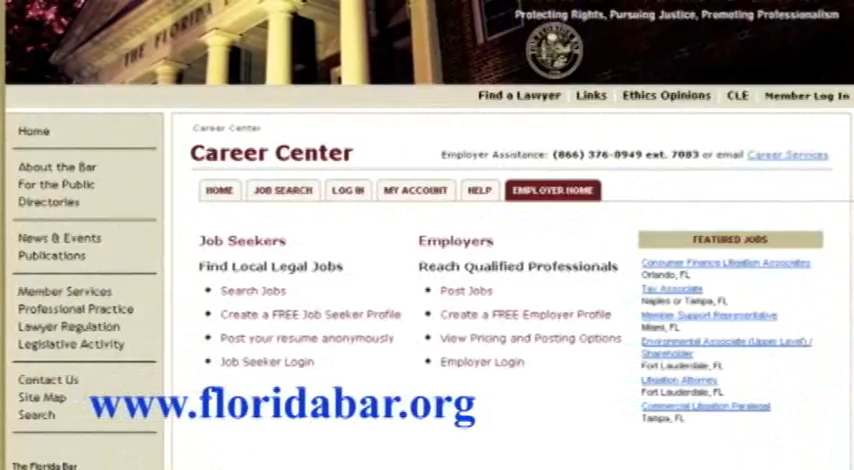 Protecting Rights, Pursuing Justice, Promoting Professionalism
THE FLORIDA
Find a Lawyer | Links | Ethics Opinions | CLE | Member Log In
Home
About the Bar
For the Public
Directories
News & Events
Publications
Member Services
Professional Practice
Lawyer Regulation
Legislative Activity
Contact Us
Site Map
Search
The Florida Bar
Career Center
Career Center
Employer Assistance: (866) 376-0949 ext. 7083 or email Career Services
HOME
JOB SEARCH
LOG IN
MY ACCOUNT
HELP
EMPLOYER HOME
Job Seekers
Find Local Legal Jobs
• Search Jobs
• Create a FREE Job Seeker Profile
• Post your resume anonymously
• Job Seeker Login
Employers
Reach Qualified Professionals
• Post Jobs
• Create a FREE Employer Profile
• View Pricing and Posting Options
• Employer Login
FEATURED JOBS
Consumer Finance Litigation Associates
Orlando, FL
Tax Associate
Naples or Tampa, FL
Member Support Representative
Miami, FL
Environmental Associate (Upper Level) /
Shareholder
Fort Lauderdale, FL
Litigation Attorney
Fort Lauderdale, FL
Commercial Litigation Paralegal
Tampa, FL
www.floridabar.org